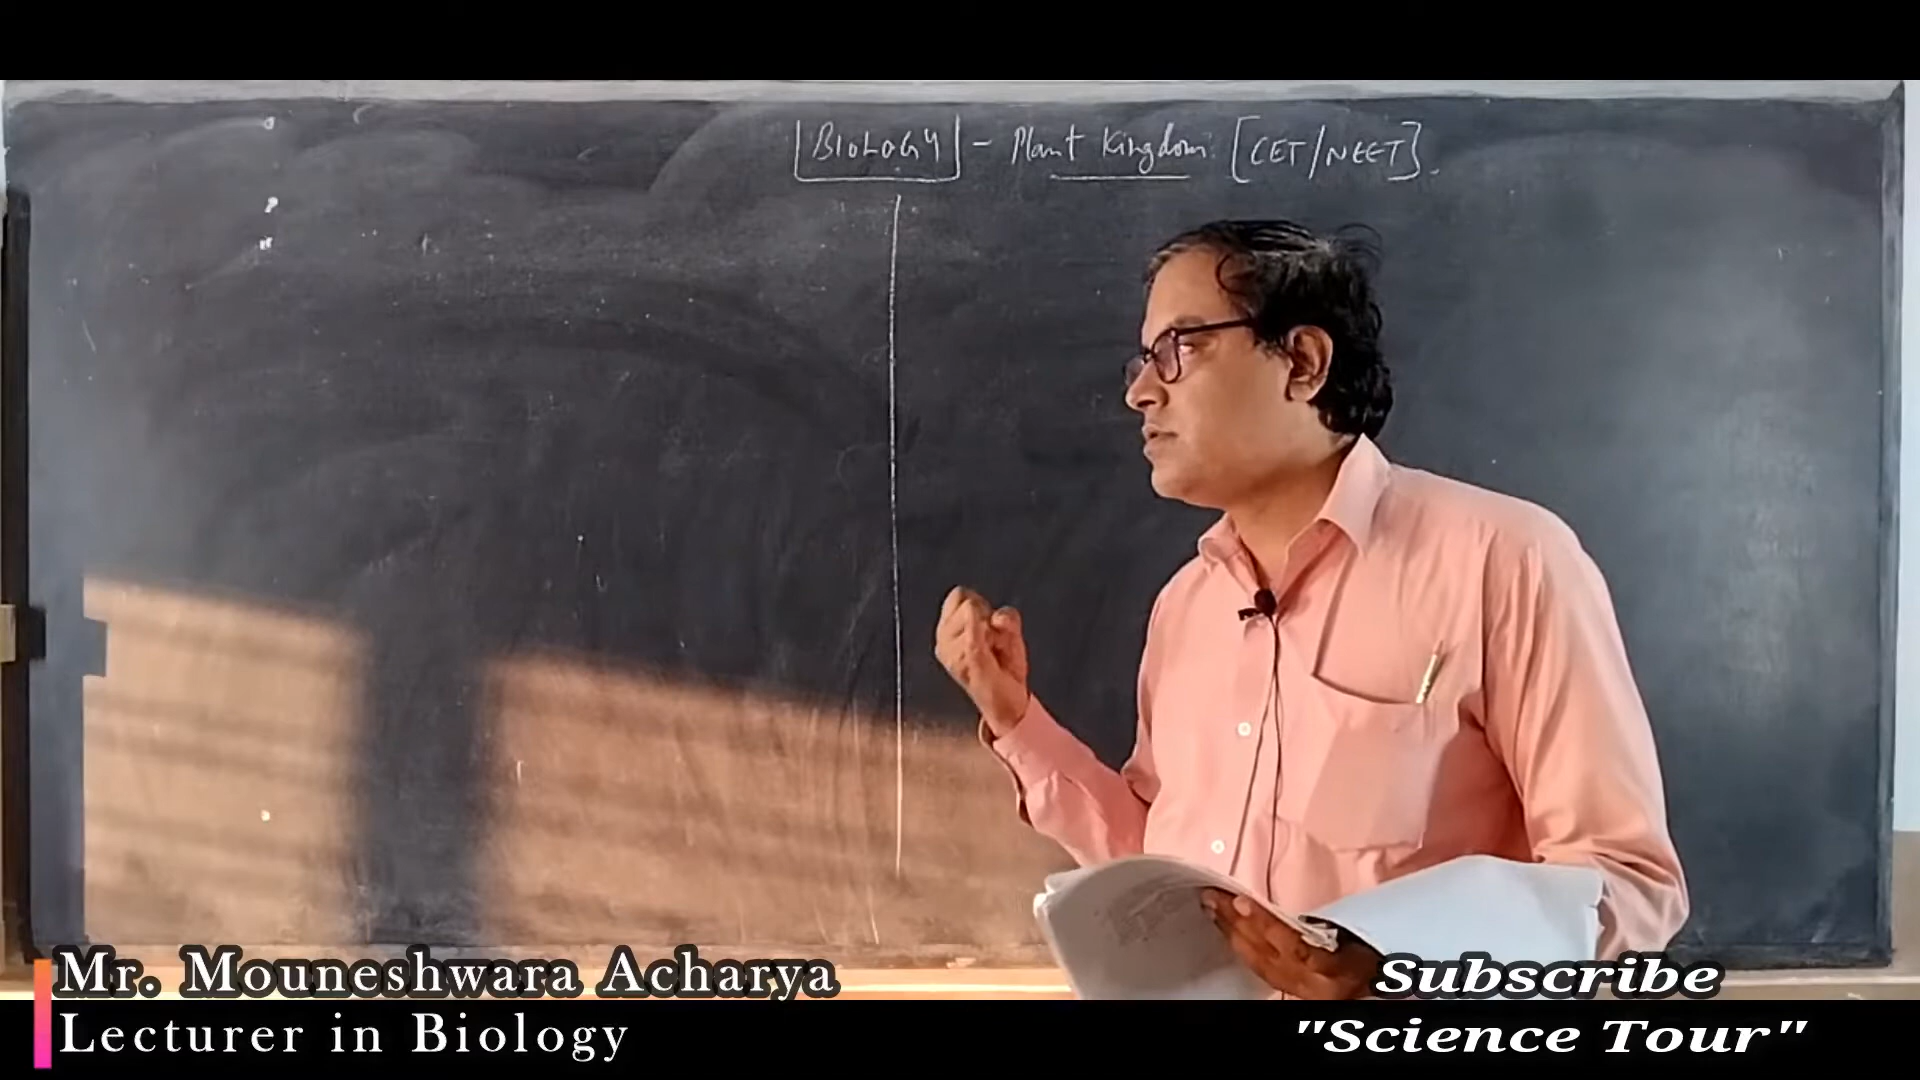 BIOLOGY - Plant Kingdom [CET/NEET].
Mr. Mouneshwara Acharya
Lecturer in Biology
Subscribe
"Science Tour"